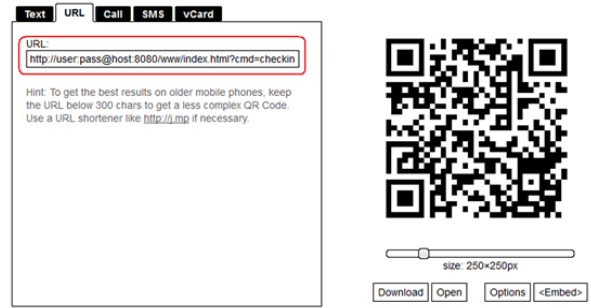 Text URL Call SMS vCard
URL:
http://user:pass@host:8080/www/index.html?cmd=checkin
Hint: To get the best results on older mobile phones, keep
the URL below 300 chars to get a less complex QR Code.
Use a URL shortener like http://j.mp if necessary.
size: 250×250px
Download Open Options <Embed>